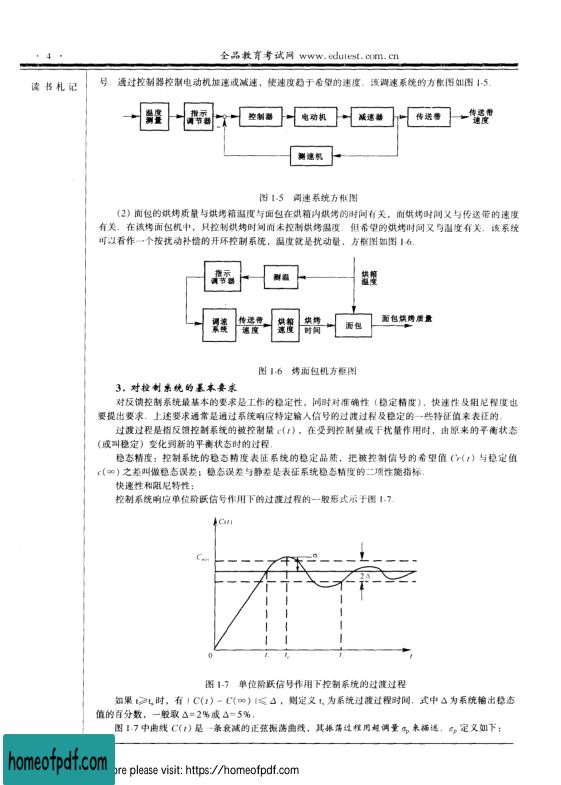 · 4 ·
全品教育考试网 www.edutest.com.cn
读书札记
号．通过控制器控制电动机加速或减速，使速度趋于希望的速度．该调速系统的方框图如图 1-5．
温度测量
指示调节器
控制器
电动机
减速器
传送带
传送带速度
测速机
图 1-5 调速系统方框图
(2) 面包的烘烤质量与烘烤箱温度与面包在烘箱内烘烤的时间有关，而烘烤时间又与传送带的速度
有关．在该烤面包机中，只控制烘烤时间而未控制烘烤温度．但希望的烘烤时间又与温度有关．该系统
可以看作一个按扰动补偿的开环控制系统，温度就是扰动量，方框图如图 1-6．
指示调节器
测温
烘箱温度
调速系统
传送带速度
烘箱速度
烘烤时间
面包
面包烘烤质量
图 1-6 烤面包机方框图
3．对控制系统的基本要求
对反馈控制系统最基本的要求是工作的稳定性，同时对准确性（稳定精度）、快速性及阻尼程度也
要提出要求．上述要求通常是通过系统响应特定输入信号的过渡过程及稳定的一些特征值来表征的．
过渡过程是指反馈控制系统的被控制量 c(t)，在受到控制量或干扰量作用时，由原来的平衡状态
(或叫稳定）变化到新的平衡状态时的过程．
稳态精度：控制系统的稳态精度表征系统的稳定品质，把被控制信号的希望值 Cr(t) 与稳定值
c(∞) 之差叫做稳态误差；稳态误差与静差是表征系统稳态精度的二项性能指标．
快速性和阻尼特性：
控制系统响应单位阶跃信号作用下的过渡过程的一般形式示于图 1-7．
C(t)
σ
2Δ
0
t
图 1-7 单位阶跃信号作用下控制系统的过渡过程
如果 t⩾tₛ 时，有 | C(t) − C(∞) |⩽ Δ，则定义 tₛ 为系统过渡过程时间．式中 Δ 为系统输出稳态
值的百分数，一般取 Δ=2%或 Δ=5%．
图 1-7 中曲线 C(t) 是一条衰减的正弦振荡曲线，其振荡过程用超调量 σₚ 来描述．σₚ 定义如下：
homeofpdf.com
ore please visit: https://homeofpdf.com